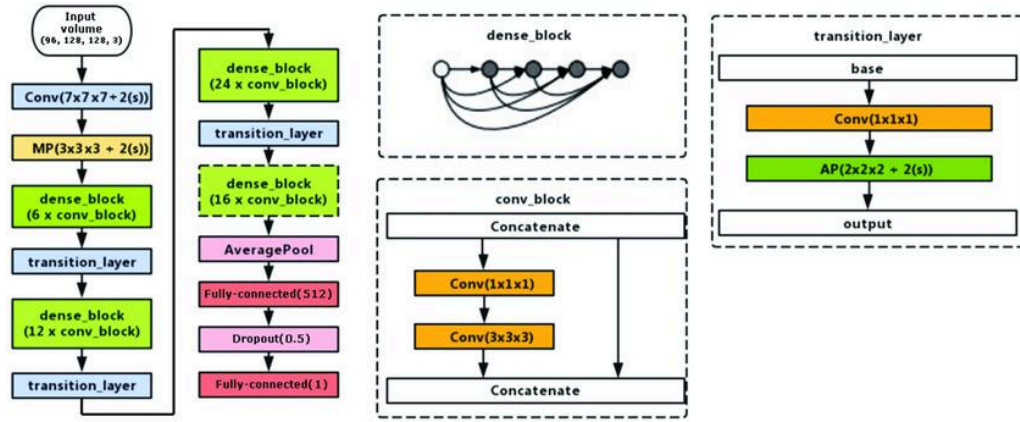 Input
volume
(96, 128, 128, 3)
Conv(7x7x7+2(s))
MP(3x3x3 + 2(s))
dense_block
(6 x conv_block)
transition_layer
dense_block
(12 x conv_block)
transition_layer
dense_block
(24 x conv_block)
transition_layer
dense_block
(16 x conv_block)
AveragePool
Fully-connected(512)
Dropout(0.5)
Fully-connected(1)
dense_block
conv_block
Concatenate
Conv(1x1x1)
Conv(3x3x3)
Concatenate
transition_layer
base
Conv(1x1x1)
AP(2x2x2 + 2(s))
output